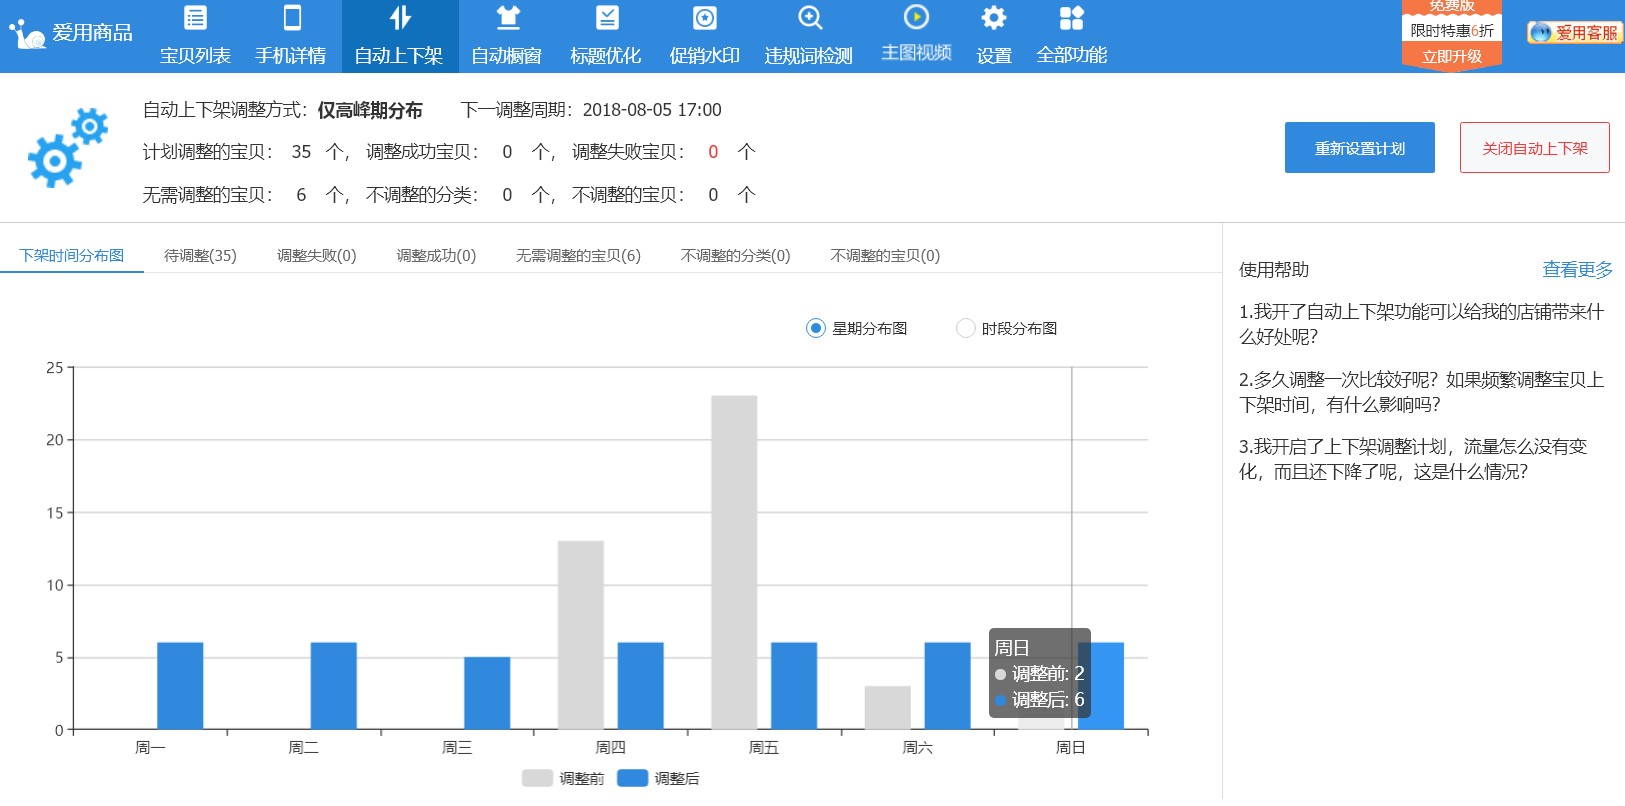 爱用商品
宝贝列表 手机详情 自动上下架 自动橱窗 标题优化 促销水印 违规词检测 主图视频 设置 全部功能
免费版
限时特惠6折
立即升级
爱用客服
自动上下架调整方式：仅高峰期分布 下一调整周期：2018-08-05 17:00
计划调整的宝贝： 35 个， 调整成功宝贝： 0 个， 调整失败宝贝： 0 个
无需调整的宝贝： 6 个， 不调整的分类： 0 个， 不调整的宝贝： 0 个
重新设置计划
关闭自动上下架
下架时间分布图 待调整(35) 调整失败(0) 调整成功(0) 无需调整的宝贝(6) 不调整的分类(0) 不调整的宝贝(0)
星期分布图 时段分布图
25
20
15
10
5
0
周日
调整前: 2
调整后: 6
周一 周二 周三 周四 周五 周六 周日
调整前 调整后
使用帮助 查看更多
1.我开了自动上下架功能可以给我的店铺带来什
么好处呢？
2.多久调整一次比较好呢？如果频繁调整宝贝上
下架时间，有什么影响吗？
3.我开启了上下架调整计划，流量怎么没有变
化，而且还下降了呢，这是什么情况？